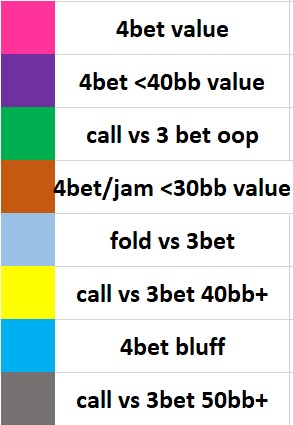 4bet value
4bet <40bb value
call vs 3 bet oop
4bet/jam <30bb value
fold vs 3bet
call vs 3bet 40bb+
4bet bluff
call vs 3bet 50bb+